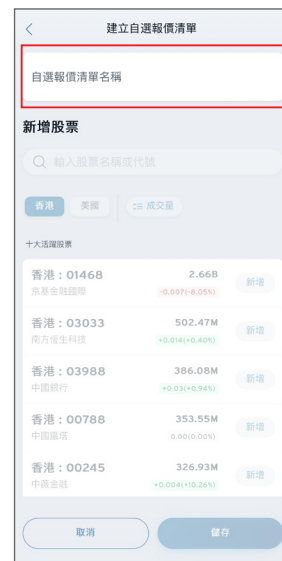 建立自選報價清單
自選報價清單名稱
新增股票
輸入股票名稱或代號
香港 美國 成交量
十大活躍股票
香港：01468 2.66B 新增
京基金融國際 -0.007(-8.05%)
香港：03033 502.47M 新增
南方恒生科技 +0.014(+0.40%)
香港：03988 386.08M 新增
中國銀行 +0.03(+0.94%)
香港：00788 353.55M 新增
中國鐵塔 0.00(0.00%)
香港：00245 326.93M 新增
中薇金融 +0.004(+10.26%)
取消 儲存